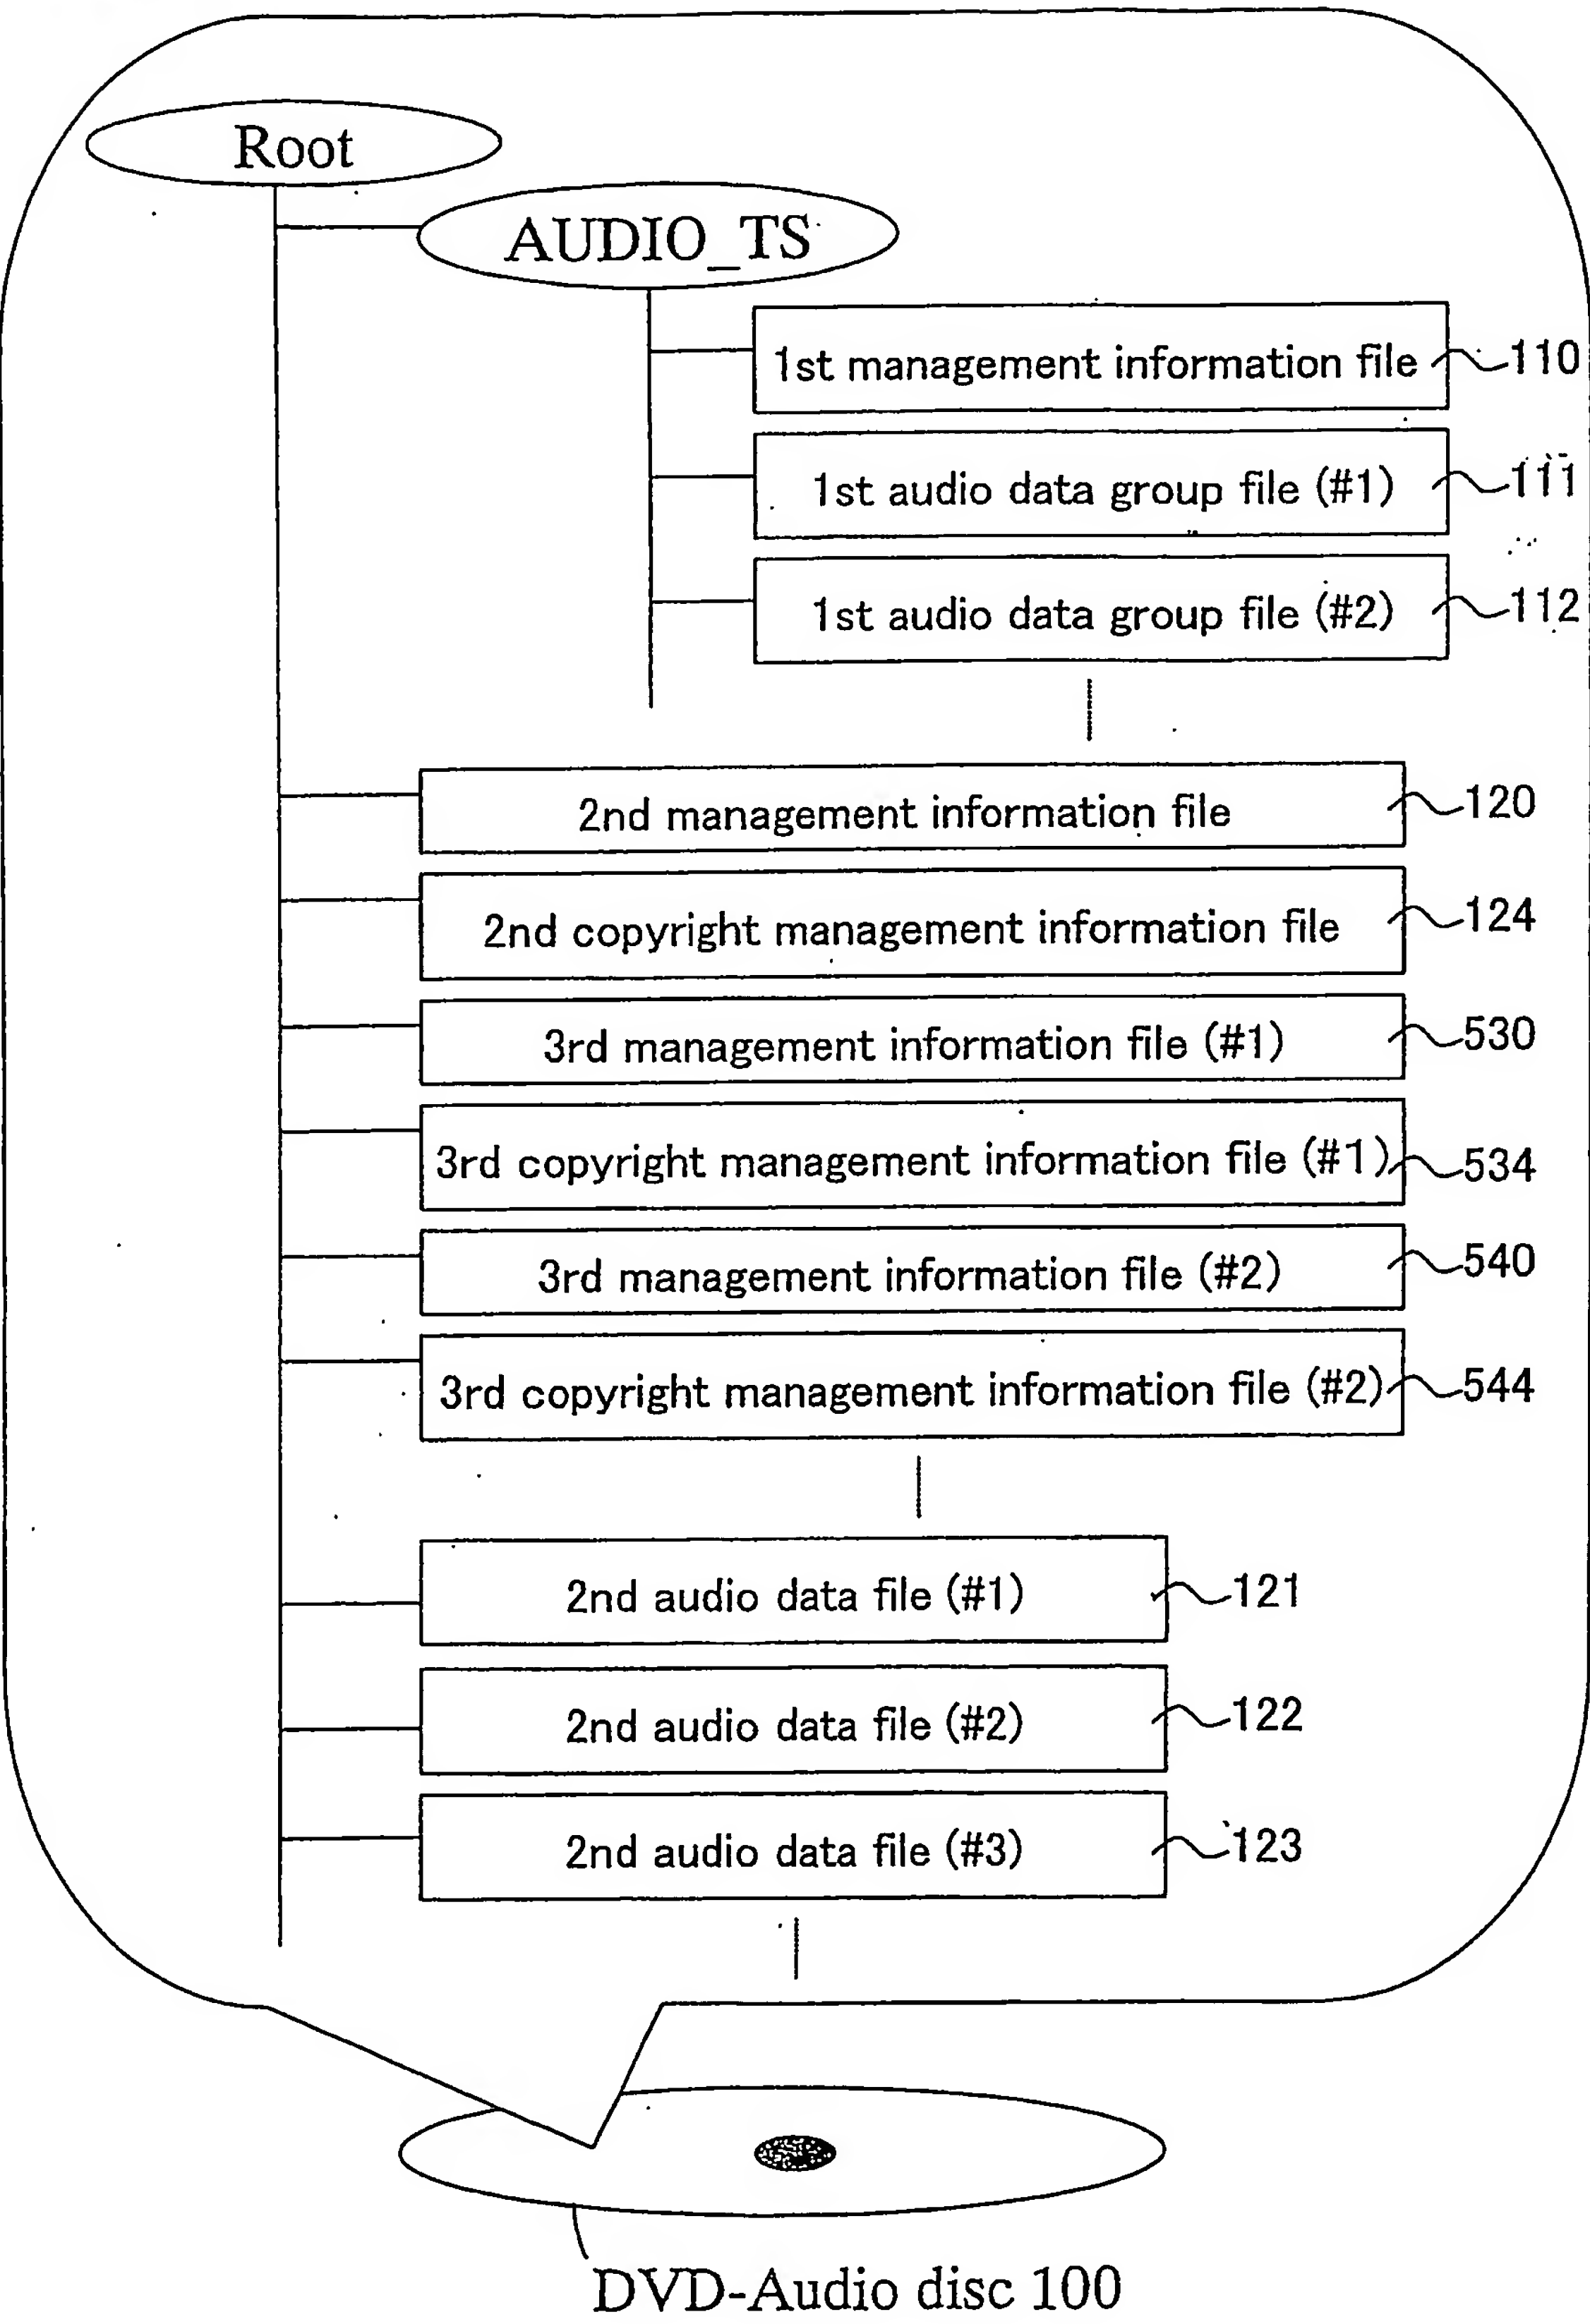 Root
AUDIO_TS
1st management information file 110
1st audio data group file (#1) 111
1st audio data group file (#2) 112
2nd management information file 120
2nd copyright management information file 124
3rd management information file (#1) 530
3rd copyright management information file (#1) 534
3rd management information file (#2) 540
3rd copyright management information file (#2) 544
2nd audio data file (#1) 121
2nd audio data file (#2) 122
2nd audio data file (#3) 123
DVD-Audio disc 100